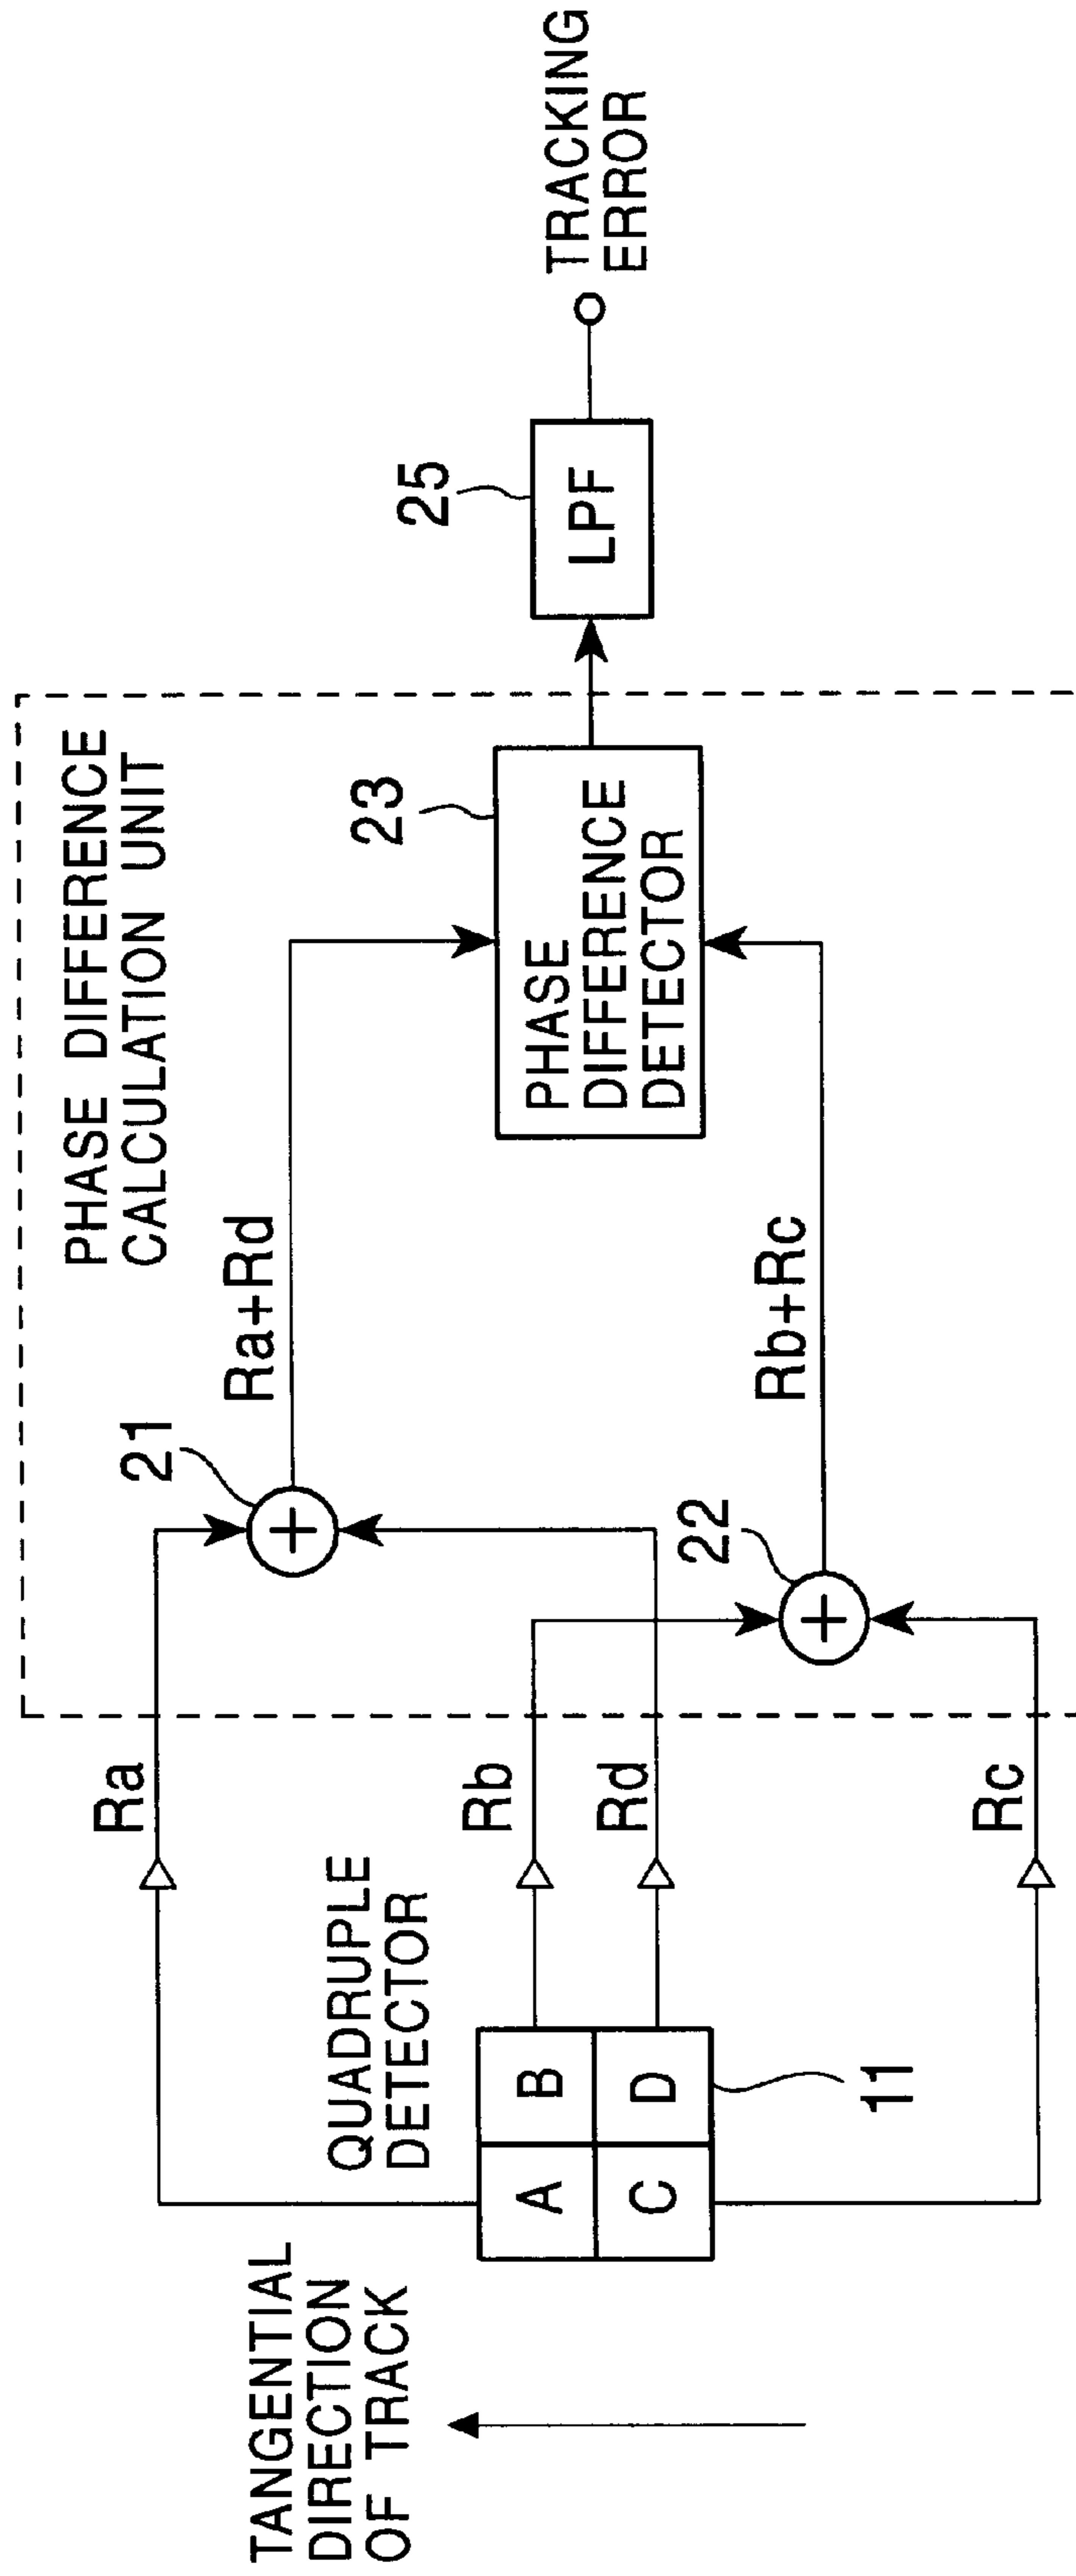 TANGENTIAL
DIRECTION
OF TRACK
QUADRUPLE
DETECTOR
A
B
C
D
11
Ra
Rb
Rd
Rc
PHASE DIFFERENCE
CALCULATION UNIT
21
+
Ra+Rd
22
+
Rb+Rc
23
PHASE
DIFFERENCE
DETECTOR
25
LPF
TRACKING
ERROR